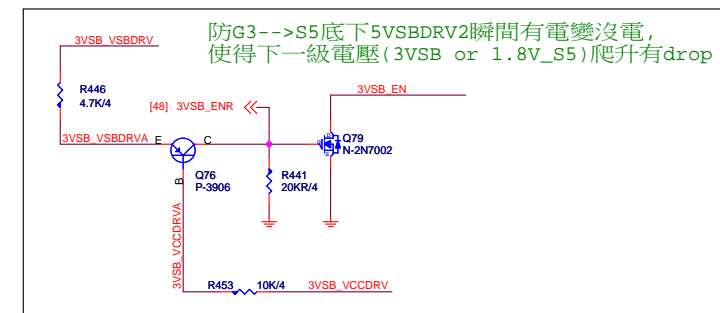 防G3-->S5底下5VSBDRV2瞬間有電變沒電,
使得下一級電壓(3VSB or 1.8V_S5)爬升有drop
3VSB_VSBDRV
R446
4.7K/4
[48] 3VSB_ENR
3VSB_EN
3VSB_VSBDRVA
E
C
Q79
N-2N7002
Q76
P-3906
B
R441
20KR/4
3VSB_VCCDRVA
R453
10K/4
3VSB_VCCDRV